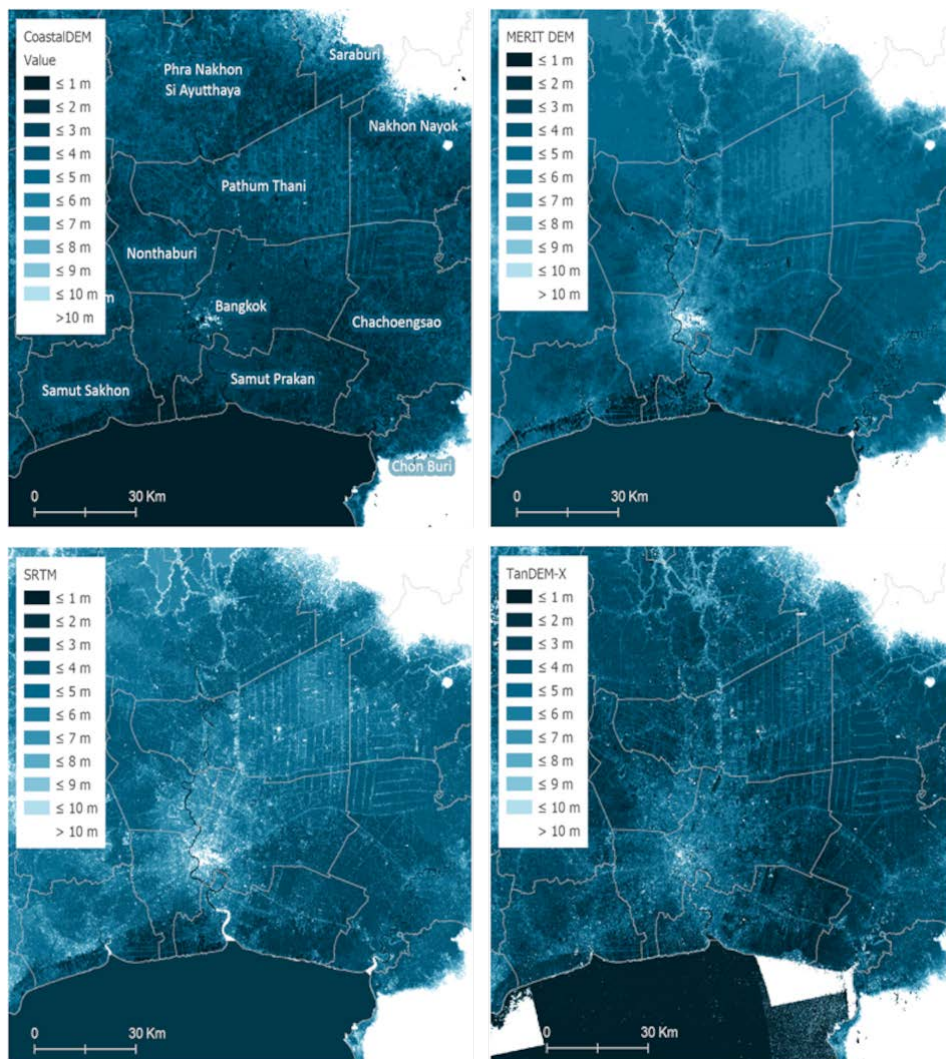 CoastalDEM
Value
≤ 1 m
≤ 2 m
≤ 3 m
≤ 4 m
≤ 5 m
≤ 6 m
≤ 7 m
≤ 8 m
≤ 9 m
≤ 10 m
>10 m
Phra Nakhon
Si Ayutthaya
Saraburi
Nakhon Nayok
Pathum Thani
Nonthaburi
Bangkok
Chachoengsao
Samut Sakhon
Samut Prakan
Chon Buri
0 30 Km
MERIT DEM
≤ 1 m
≤ 2 m
≤ 3 m
≤ 4 m
≤ 5 m
≤ 6 m
≤ 7 m
≤ 8 m
≤ 9 m
≤ 10 m
>10 m
0 30 Km
SRTM
≤ 1 m
≤ 2 m
≤ 3 m
≤ 4 m
≤ 5 m
≤ 6 m
≤ 7 m
≤ 8 m
≤ 9 m
≤ 10 m
> 10 m
0 30 Km
TanDEM-X
≤ 1 m
≤ 2 m
≤ 3 m
≤ 4 m
≤ 5 m
≤ 6 m
≤ 7 m
≤ 8 m
≤ 9 m
≤ 10 m
> 10 m
0 30 Km